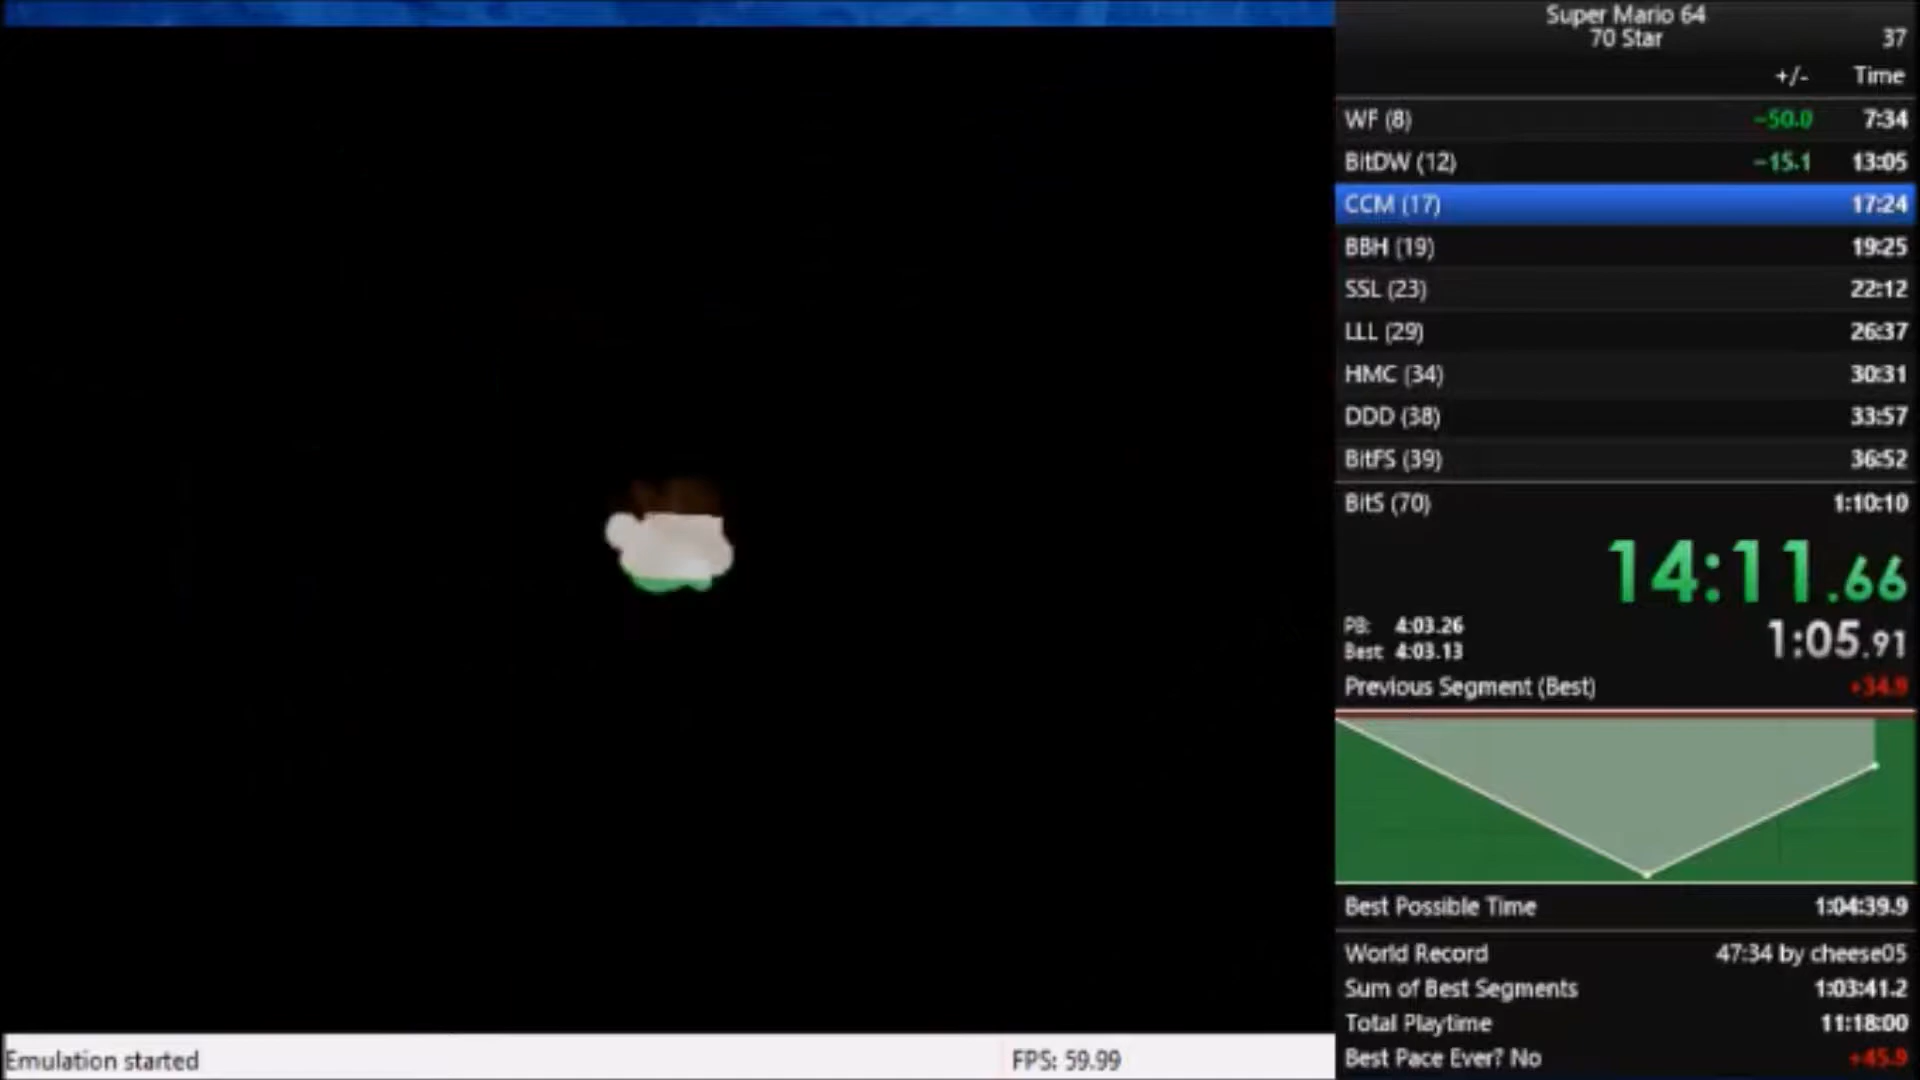 Super Mario 64
70 Star 37
+/- Time
WF (8) −50.0 7:34
BitDW (12) −15.1 13:05
CCM (17) 17:24
BBH (19) 19:25
SSL (23) 22:12
LLL (29) 26:37
HMC (34) 30:31
DDD (38) 33:57
BitFS (39) 36:52
BitS (70) 1:10:10
14:11.66
PB: 4:03.26 1:05.91
Best: 4:03.13
Previous Segment (Best) +34.9
Best Possible Time 1:04:39.9
World Record 47:34 by cheese05
Sum of Best Segments 1:03:41.2
Total Playtime 11:18:00
Best Pace Ever? No +45.9
Emulation started FPS: 59.99